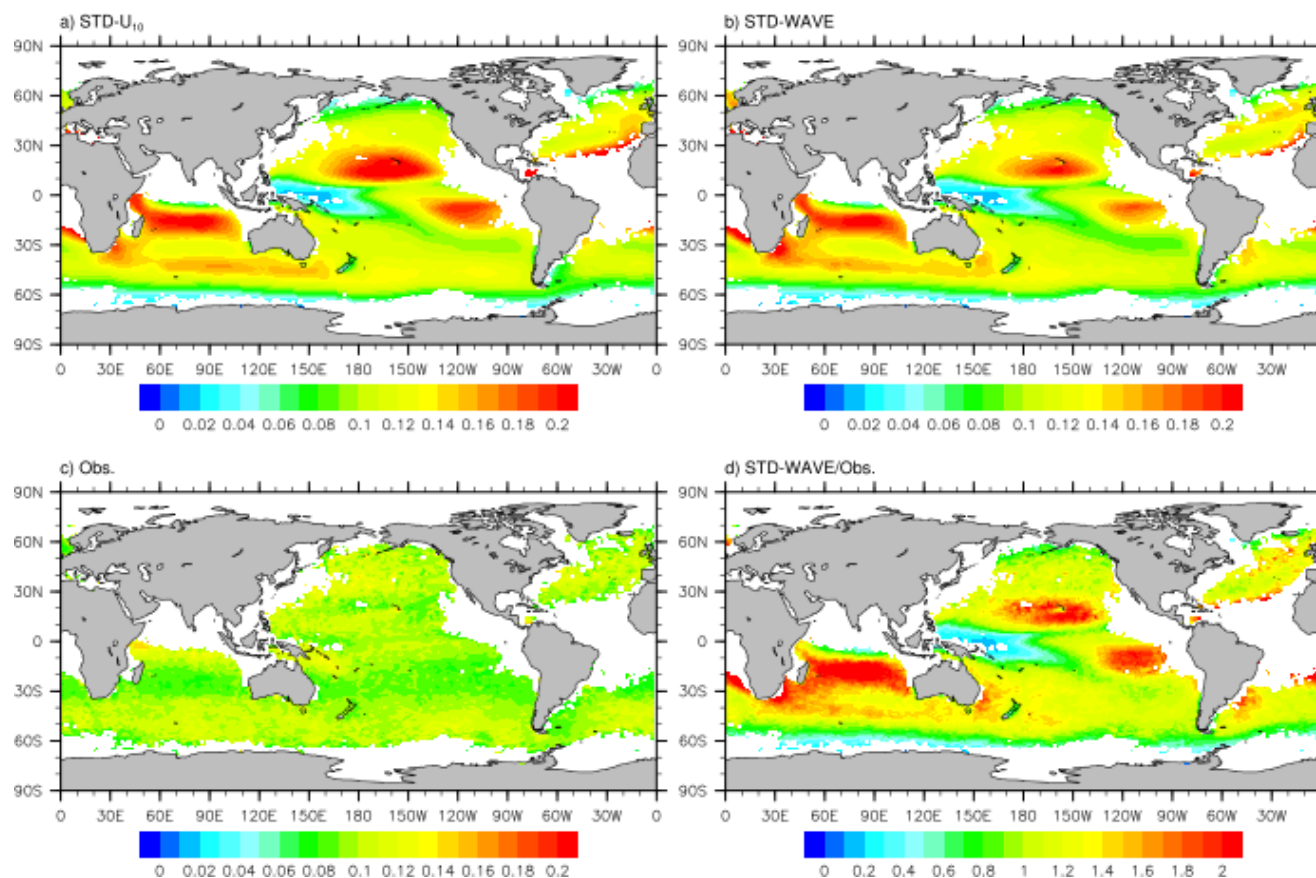 a) STD-U₁₀
b) STD-WAVE
90N
60N
30N
0
30S
60S
90S
90N
60N
30N
0
30S
60S
90S
0 30E 60E 90E 120E 150E 180 150W 120W 90W 60W 30W 0
0 30E 60E 90E 120E 150E 180 150W 120W 90W 60W 30W
0 0.02 0.04 0.06 0.08 0.1 0.12 0.14 0.16 0.18 0.2
0 0.02 0.04 0.06 0.08 0.1 0.12 0.14 0.16 0.18 0.2
c) Obs.
d) STD-WAVE/Obs.
90N
60N
30N
0
30S
60S
90S
90N
60N
30N
0
30S
60S
90S
0 30E 60E 90E 120E 150E 180 150W 120W 90W 60W 30W 0
0 30E 60E 90E 120E 150E 180 150W 120W 90W 60W 30W
0 0.02 0.04 0.06 0.08 0.1 0.12 0.14 0.16 0.18 0.2
0 0.2 0.4 0.6 0.8 1 1.2 1.4 1.6 1.8 2